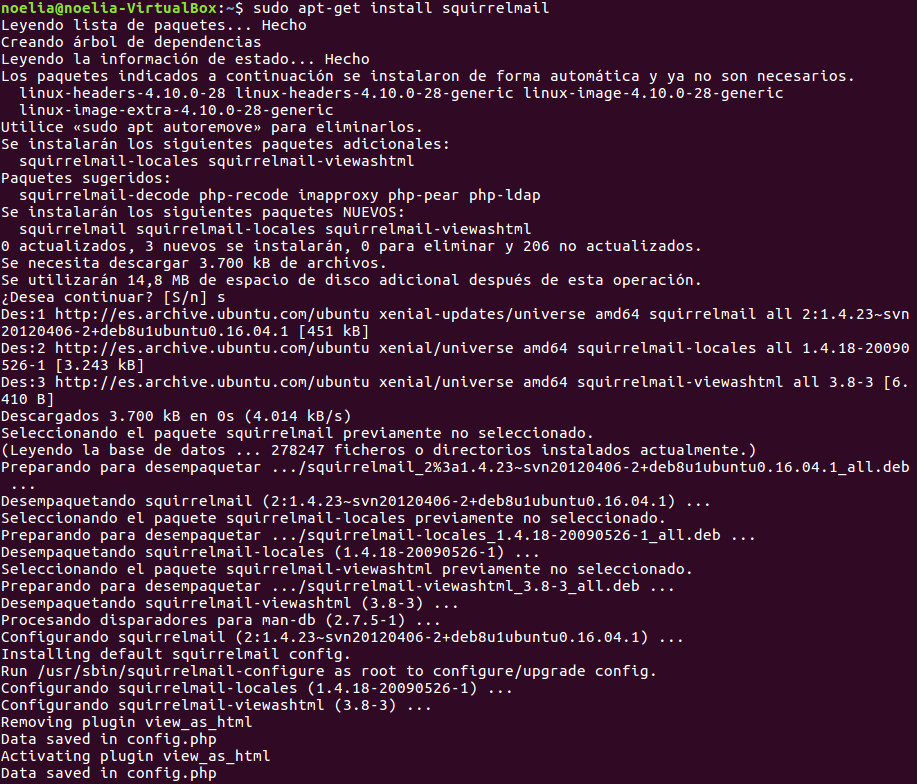 noelia@noelia-VirtualBox:~$ sudo apt-get install squirrelmail
Leyendo lista de paquetes... Hecho
Creando árbol de dependencias
Leyendo la información de estado... Hecho
Los paquetes indicados a continuación se instalaron de forma automática y ya no son necesarios.
  linux-headers-4.10.0-28 linux-headers-4.10.0-28-generic linux-image-4.10.0-28-generic
  linux-image-extra-4.10.0-28-generic
Utilice «sudo apt autoremove» para eliminarlos.
Se instalarán los siguientes paquetes adicionales:
  squirrelmail-locales squirrelmail-viewashtml
Paquetes sugeridos:
  squirrelmail-decode php-recode imapproxy php-pear php-ldap
Se instalarán los siguientes paquetes NUEVOS:
  squirrelmail squirrelmail-locales squirrelmail-viewashtml
0 actualizados, 3 nuevos se instalarán, 0 para eliminar y 206 no actualizados.
Se necesita descargar 3.700 kB de archivos.
Se utilizarán 14,8 MB de espacio de disco adicional después de esta operación.
¿Desea continuar? [S/n] s
Des:1 http://es.archive.ubuntu.com/ubuntu xenial-updates/universe amd64 squirrelmail all 2:1.4.23~svn
20120406-2+deb8u1ubuntu0.16.04.1 [451 kB]
Des:2 http://es.archive.ubuntu.com/ubuntu xenial/universe amd64 squirrelmail-locales all 1.4.18-20090
526-1 [3.243 kB]
Des:3 http://es.archive.ubuntu.com/ubuntu xenial/universe amd64 squirrelmail-viewashtml all 3.8-3 [6.
410 B]
Descargados 3.700 kB en 0s (4.014 kB/s)
Seleccionando el paquete squirrelmail previamente no seleccionado.
(Leyendo la base de datos ... 278247 ficheros o directorios instalados actualmente.)
Preparando para desempaquetar .../squirrelmail_2%3a1.4.23~svn20120406-2+deb8u1ubuntu0.16.04.1_all.deb
 ...
Desempaquetando squirrelmail (2:1.4.23~svn20120406-2+deb8u1ubuntu0.16.04.1) ...
Seleccionando el paquete squirrelmail-locales previamente no seleccionado.
Preparando para desempaquetar .../squirrelmail-locales_1.4.18-20090526-1_all.deb ...
Desempaquetando squirrelmail-locales (1.4.18-20090526-1) ...
Seleccionando el paquete squirrelmail-viewashtml previamente no seleccionado.
Preparando para desempaquetar .../squirrelmail-viewashtml_3.8-3_all.deb ...
Desempaquetando squirrelmail-viewashtml (3.8-3) ...
Procesando disparadores para man-db (2.7.5-1) ...
Configurando squirrelmail (2:1.4.23~svn20120406-2+deb8u1ubuntu0.16.04.1) ...
Installing default squirrelmail config.
Run /usr/sbin/squirrelmail-configure as root to configure/upgrade config.
Configurando squirrelmail-locales (1.4.18-20090526-1) ...
Configurando squirrelmail-viewashtml (3.8-3) ...
Removing plugin view_as_html
Data saved in config.php
Activating plugin view_as_html
Data saved in config.php